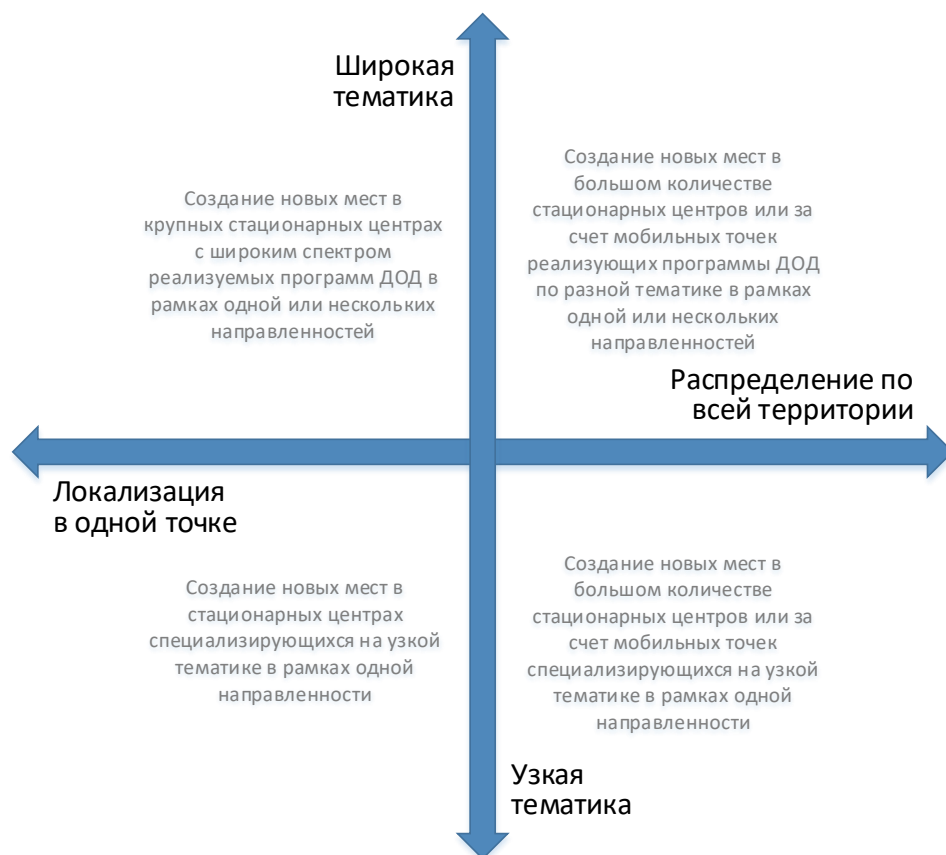 Широкая
тематика
Создание новых мест в
крупных стационарных центрах
с широким спектром
реализуемых программ ДОД в
рамках одной или нескольких
направленностей
Создание новых мест в
большом количестве
стационарных центров или за
счет мобильных точек
реализующих программы ДОД
по разной тематике в рамках
одной или нескольких
направленностей
Распределение по
всей территории
Локализация
в одной точке
Создание новых мест в
стационарных центрах
специализирующихся на узкой
тематике в рамках одной
направленности
Создание новых мест в
большом количестве
стационарных центров или за
счет мобильных точек
специализирующихся на узкой
тематике в рамках одной
направленности
Узкая
тематика